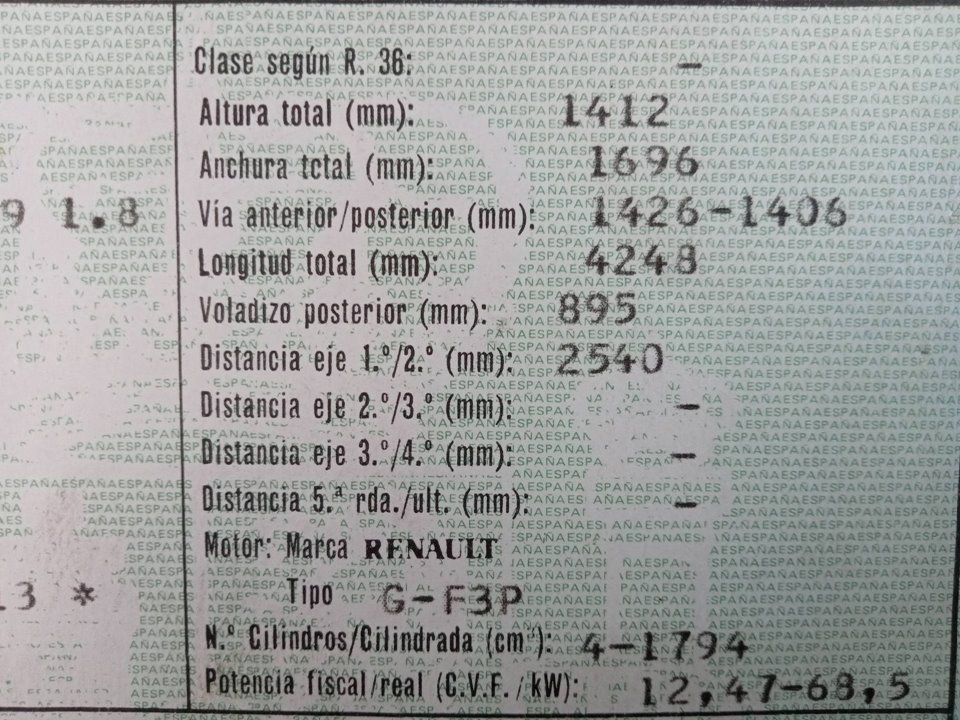 Clase según R. 36: -
Altura total (mm): 1412
Anchura total (mm): 1696
9 1.8
Vía anterior/posterior (mm): 1426-1406
Longitud total (mm): 4248
Voladizo posterior (mm): 895
Distancia eje 1.º/2.º (mm): 2540
Distancia eje 2.º/3.º (mm): -
Distancia eje 3.º/4.º (mm): -
Distancia 5.ª rda./ult. (mm): -
Motor: Marca RENAULT
13 *
Tipo G-F3P
N.º Cilindros/Cilindrada (cm³): 4-1794
Potencia fiscal/real (C.V.F./kW): 12,47-68,5